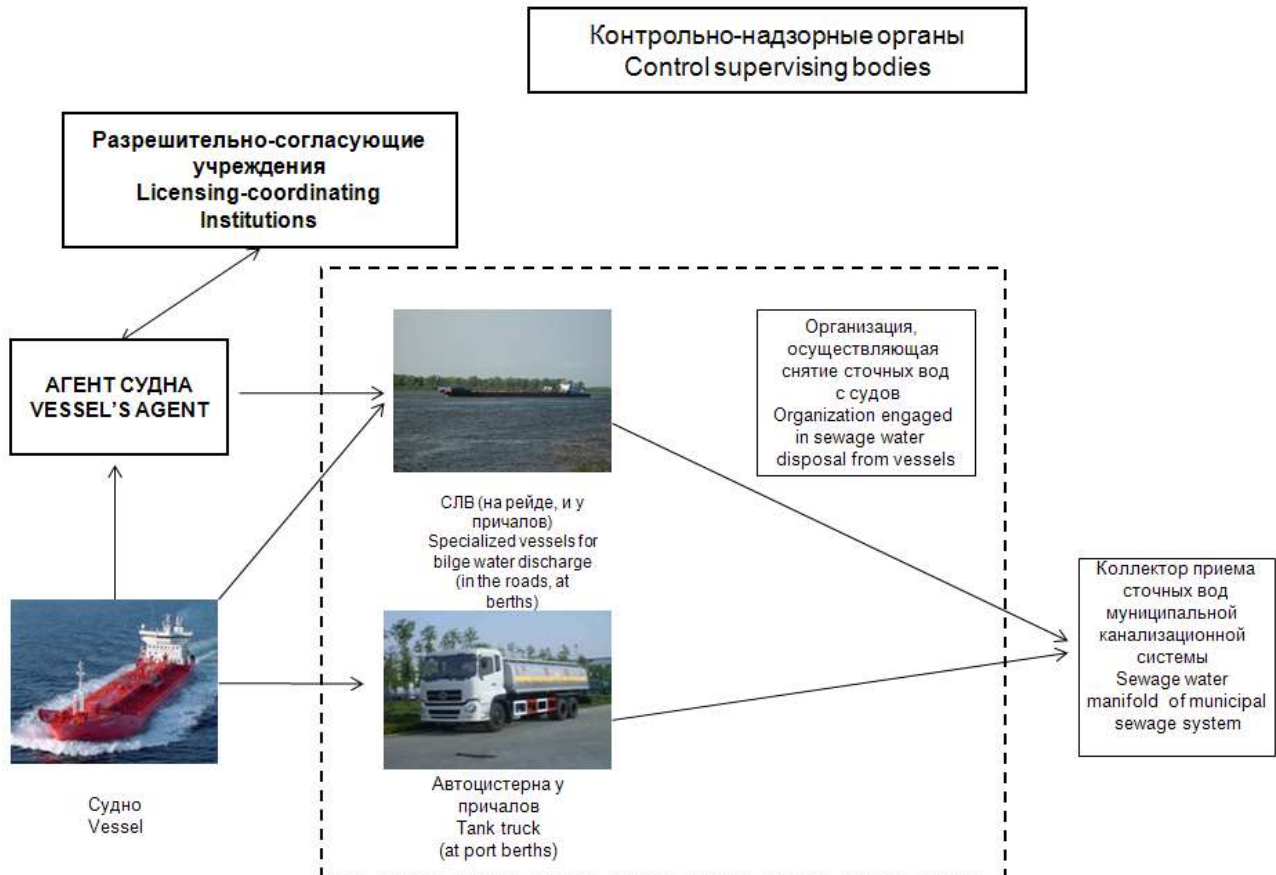 Контрольно-надзорные органы
Control supervising bodies
Разрешительно-согласующие
учреждения
Licensing-coordinating
Institutions
АГЕНТ СУДНА
VESSEL'S AGENT
Организация,
осуществляющая
снятие сточных вод
с судов
Organization engaged
in sewage water
disposal from vessels
СЛВ (на рейде, и у
причалов)
Specialized vessels for
bilge water discharge
(in the roads, at
berths)
Коллектор приема
сточных вод
муниципальной
канализационной
системы
Sewage water
manifold of municipal
sewage system
Судно
Vessel
Автоцистерна у
причалов
Tank truck
(at port berths)